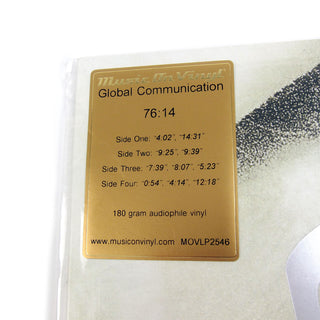 Music On Vinyl
Global Communication
76:14
Side One: “4:02”, “14:31”
Side Two: “9:25”, “9:39”
Side Three: “7:39”, “8:07”, “5:23”
Side Four: “0:54”, “4:14”, “12:18”
180 gram audiophile vinyl
www.musiconvinyl.com MOVLP2546